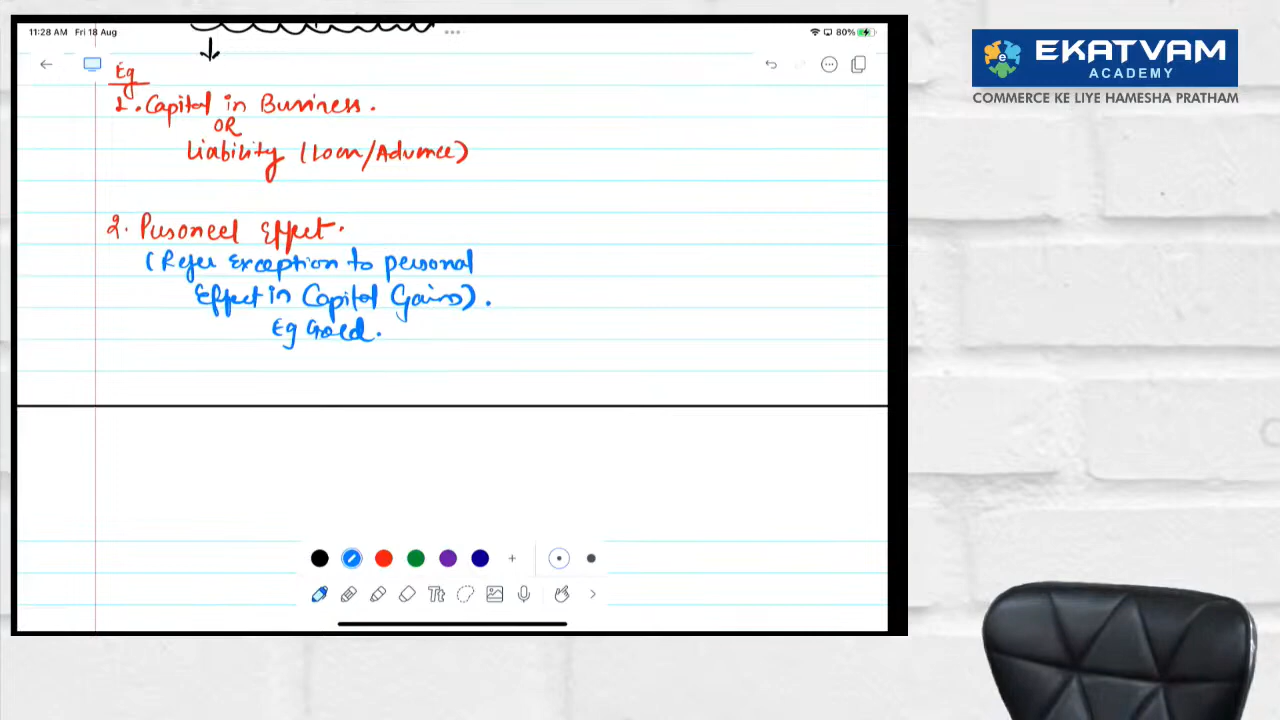 11:28 AM Fri 18 Aug
80%
EKATVAM
ACADEMY
COMMERCE KE LIYE HAMESHA PRATHAM
Eg
1. Capital in Business.
OR
Liability (Loan/Advance)
2. Personal Effect.
(Refer Exception to personal
Effect in Capital Gains).
Eg Gold.
Tt